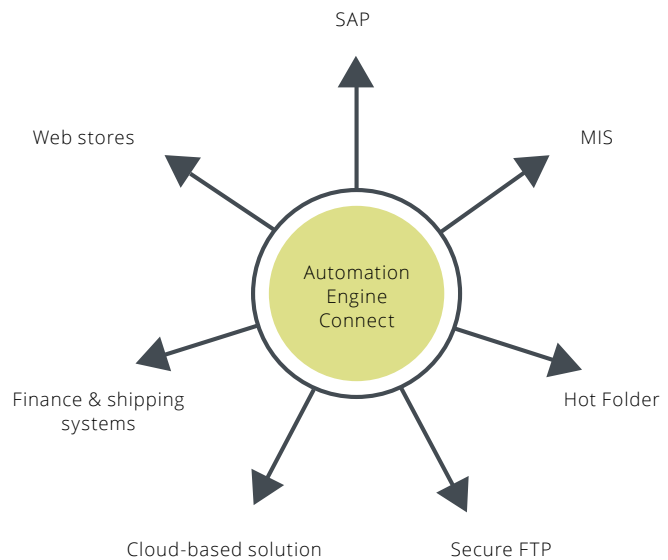 SAP
Web stores
MIS
Automation
Engine
Connect
Finance & shipping
systems
Hot Folder
Cloud-based solution
Secure FTP